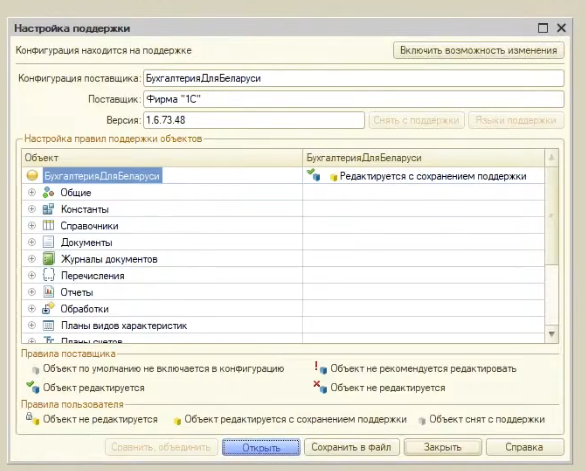 Настройка поддержки
Конфигурация находится на поддержке
Включить возможность изменения
Конфигурация поставщика: БухгалтерияДляБеларуси
Поставщик: Фирма "1С"
Версия: 1.6.73.48
Снять с поддержки
Языки поддержки
Настройка правил поддержки объектов
Объект
БухгалтерияДляБеларуси
БухгалтерияДляБеларуси
Редактируется с сохранением поддержки
Общие
Константы
Справочники
Документы
Журналы документов
Перечисления
Отчеты
Обработки
Планы видов характеристик
Планы счетов
Правила поставщика
Объект по умолчанию не включается в конфигурацию
Объект не рекомендуется редактировать
Объект редактируется
Объект не редактируется
Правила пользователя
Объект не редактируется
Объект редактируется с сохранением поддержки
Объект снят с поддержки
Сравнить, объединить
Открыть
Сохранить в файл
Закрыть
Справка